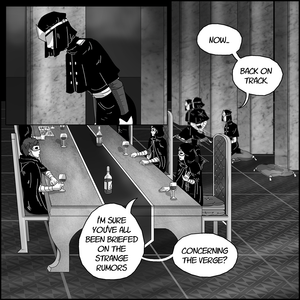 NOW...
BACK ON
TRACK
I'M SURE
YOU'VE ALL
BEEN BRIEFED
ON THE
STRANGE
RUMORS
CONCERNING
THE VERGE?